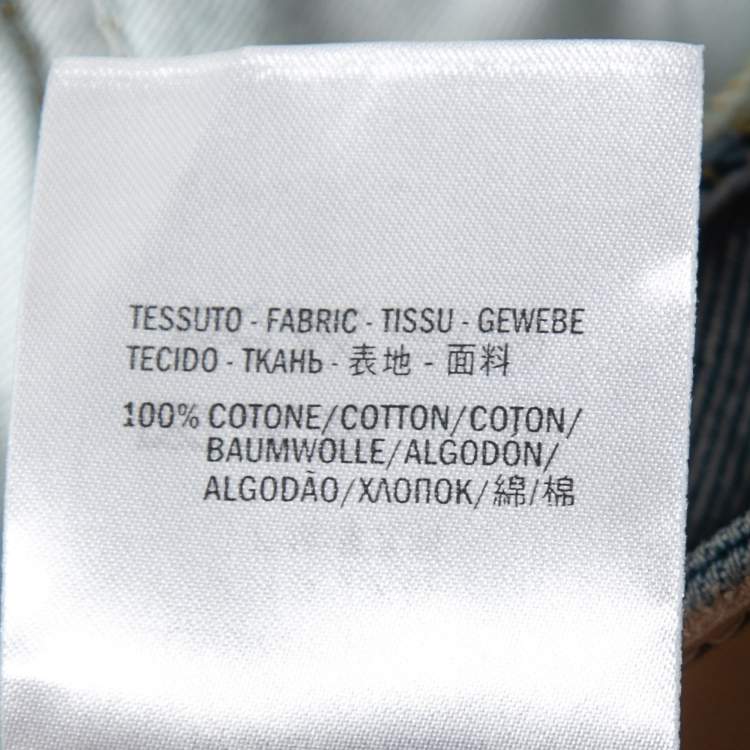 TESSUTO - FABRIC - TISSU - GEWEBE
TECIDO - ТКАНЬ - 表地 - 面料
100% COTONE/COTTON/COTON/
BAUMWOLLE/ALGODÓN/
ALGODÃO/ХЛОПОК/綿/棉